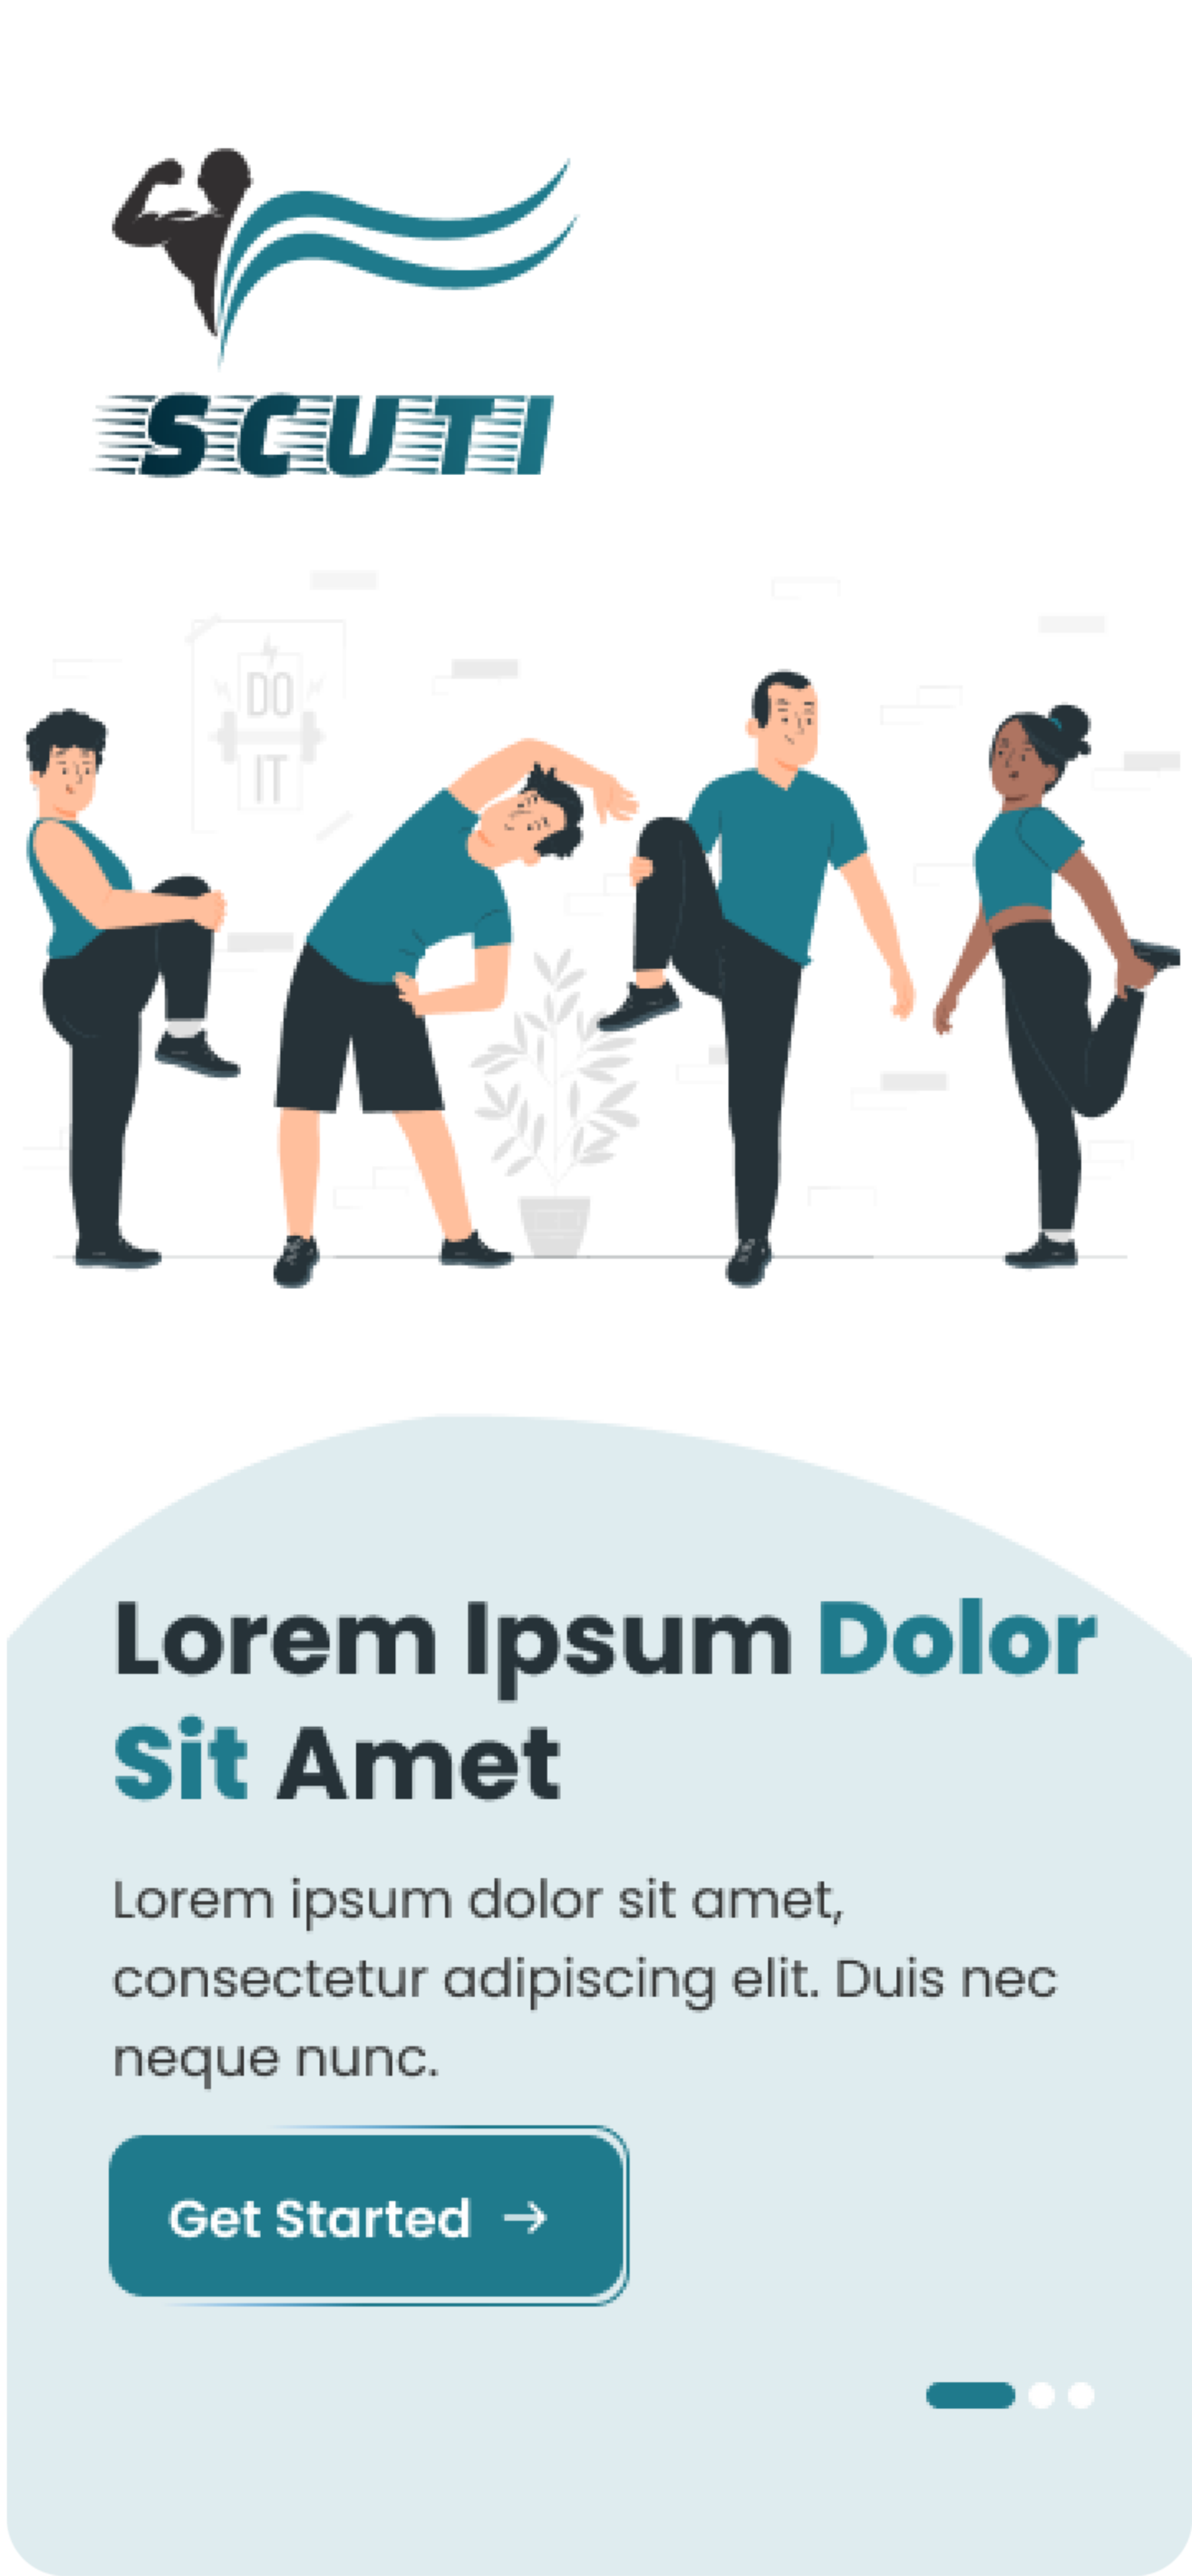 SCUTI
DO
IT
Lorem Ipsum Dolor
Sit Amet
Lorem ipsum dolor sit amet,
consectetur adipiscing elit. Duis nec
neque nunc.
Get Started →